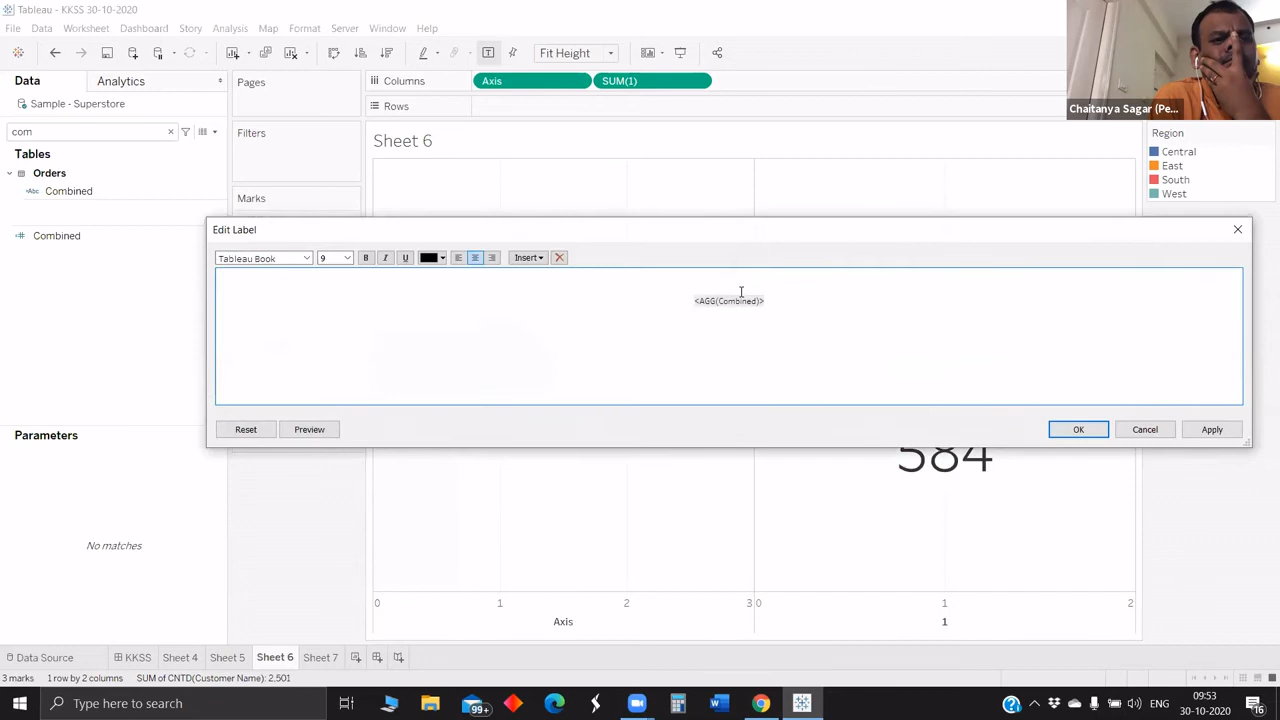 Tableau - KKSS 30-10-2020
File Data Worksheet Dashboard Story Analysis Map Format Server Window Help
Fit Height
Data Analytics
Sample - Superstore
com
Tables
Orders
Abc Combined
Combined
Parameters
No matches
Pages
Filters
Marks
Columns Axis SUM(1)
Rows
Sheet 6
Chaitanya Sagar (Pe...
Region
Central
East
South
West
Edit Label
Tableau Book 9 B I U Insert
<AGG(Combined)>
Reset Preview OK Cancel Apply
584
0 1 2 3 0 1 2
Axis 1
Data Source KKSS Sheet 4 Sheet 5 Sheet 6 Sheet 7
3 marks 1 row by 2 columns SUM of CNTD(Customer Name): 2.501
Type here to search
99+
ENG
09:53
30-10-2020
16